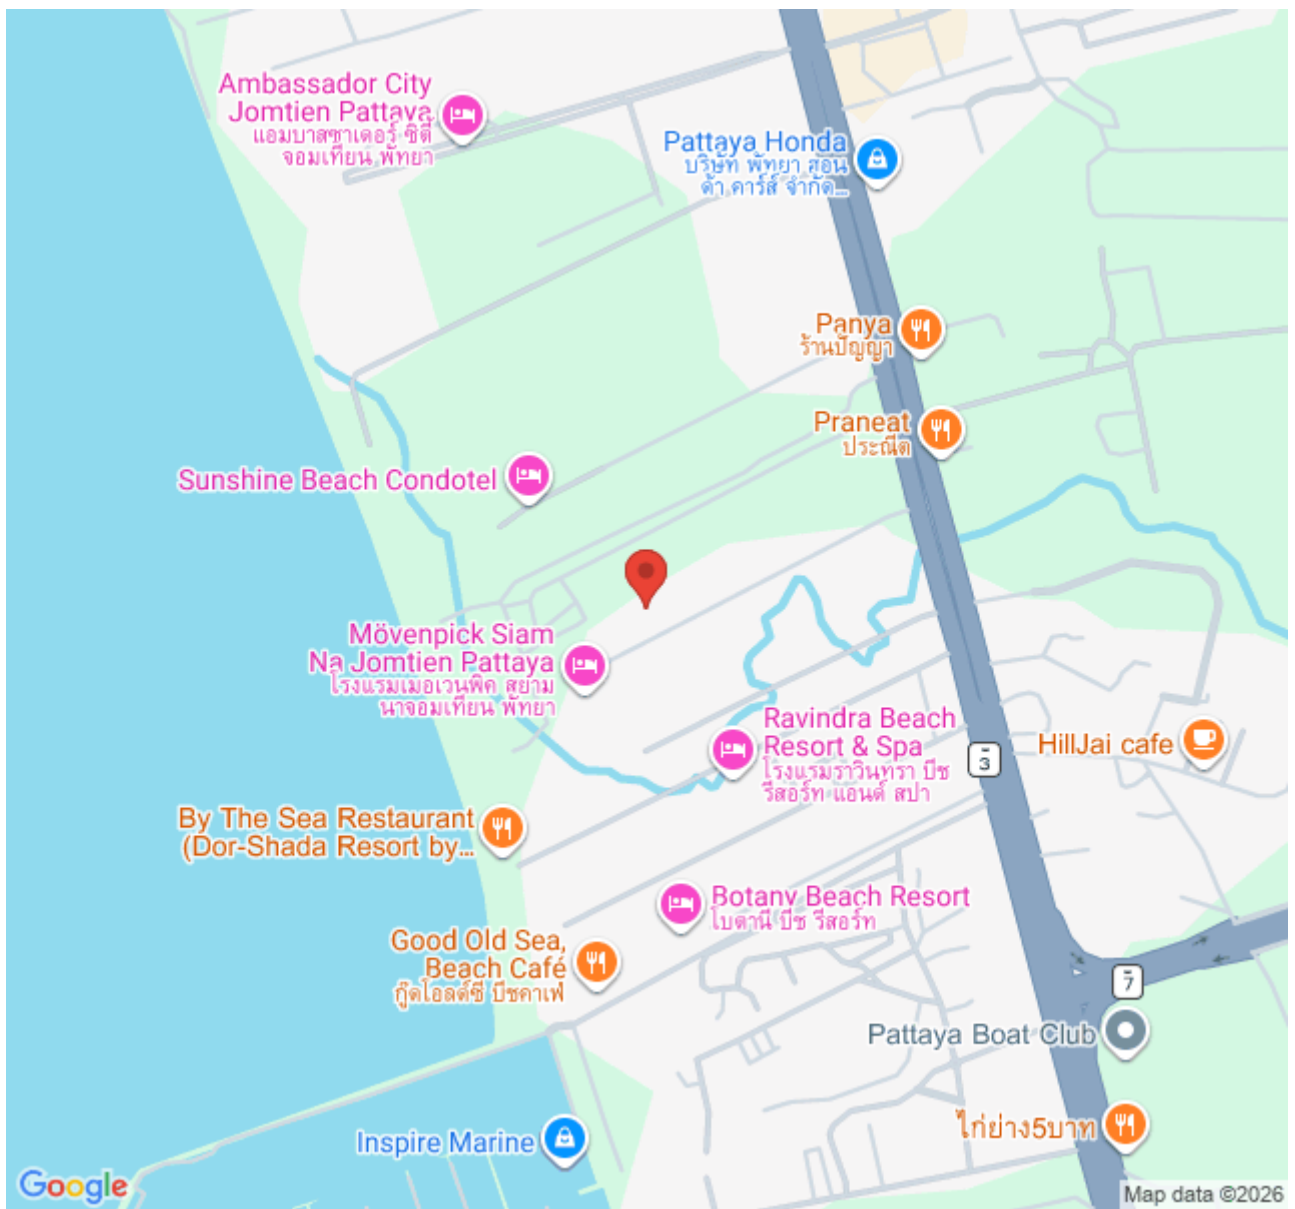 Ambassador City
Jomtien Pattaya
แอมบาสซาเดอร์ ซิตี้
จอมเทียน พัทยา
Pattaya Honda
บริษัท พัทยา ฮอน
ด้า คาร์ส์ จำกัด...
Panya
ร้านปัญญา
Praneat
ประณีต
Sunshine Beach Condotel
Mövenpick Siam
Na Jomtien Pattaya
โรงแรมเมอเวนพิค สยาม
นาจอมเทียน พัทยา
Ravindra Beach
Resort & Spa
โรงแรมราวินทรา บีช
รีสอร์ท แอนด์ สปา
3
HillJai cafe
By The Sea Restaurant
(Dor-Shada Resort by...
Botany Beach Resort
โบตานี บีช รีสอร์ท
Good Old Sea,
Beach Café
กู๊ดโอลด์ซี บีชคาเฟ่
7
Pattaya Boat Club
ไก่ย่าง5บาท
Inspire Marine
Google
Map data ©2026